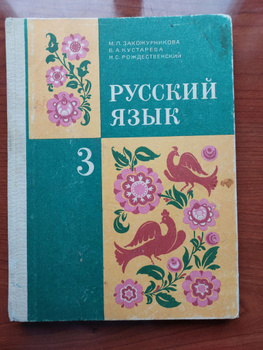 М.Л. ЗАКОЖУРНИКОВА
К.А. КУСТАРЕВА
Н.С. РОЖДЕСТВЕНСКИЙ
РУССКИЙ
ЯЗЫК
3